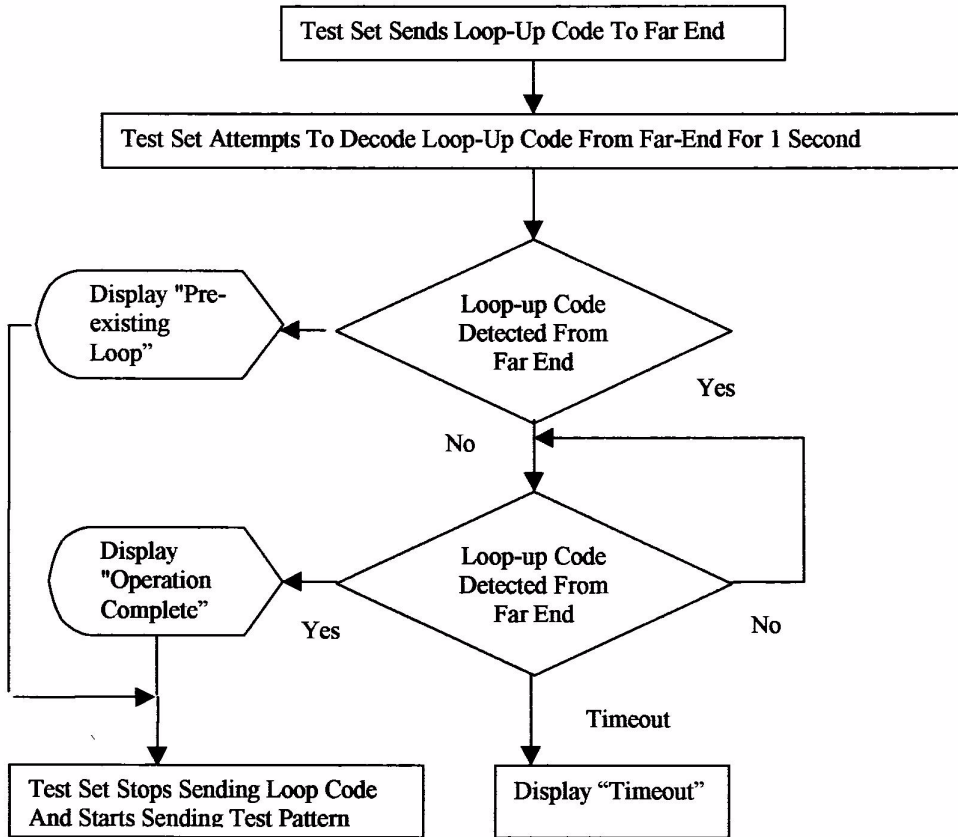 Test Set Sends Loop-Up Code To Far End
Test Set Attempts To Decode Loop-Up Code From Far-End For 1 Second
Display "Pre-
existing
Loop”
Loop-up Code
Detected From
Far End
Yes
No
Display
"Operation
Complete”
Yes
Loop-up Code
Detected From
Far End
No
Timeout
Test Set Stops Sending Loop Code
And Starts Sending Test Pattern
Display “Timeout”